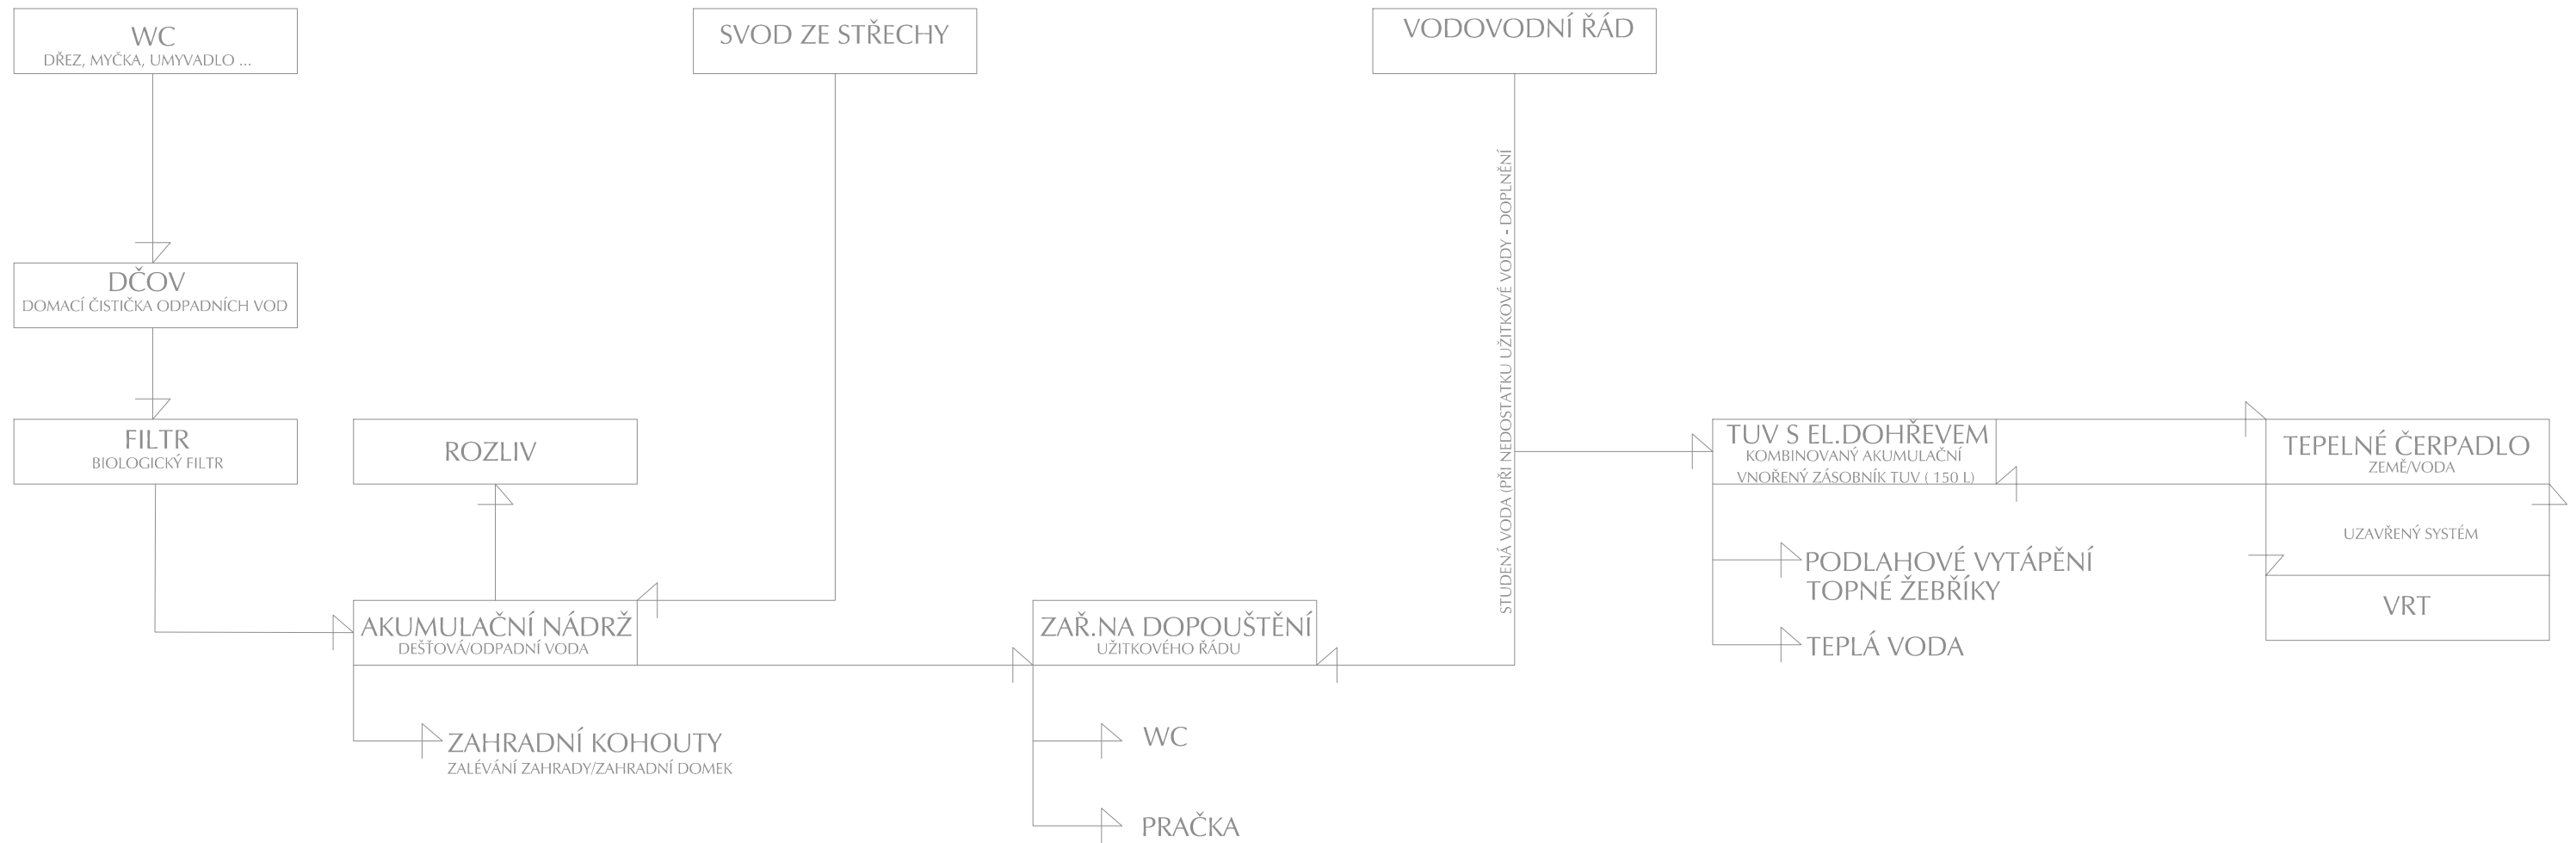 WC
DŘEZ, MYČKA, UMYVADLO ...
SVOD ZE STŘECHY
VODOVODNÍ ŘÁD
STUDENÁ VODA (PŘI NEDOSTATKU UŽITKOVÉ VODY - DOPLNĚNÍ
DČOV
DOMACÍ ČISTIČKA ODPADNÍCH VOD
FILTR
BIOLOGICKÝ FILTR
ROZLIV
TUV S EL.DOHŘEVEM
KOMBINOVANÝ AKUMULAČNÍ
VNOŘENÝ ZÁSOBNÍK TUV ( 150 L)
TEPELNÉ ČERPADLO
ZEMĚ/VODA
UZAVŘENÝ SYSTÉM
VRT
PODLAHOVÉ VYTÁPĚNÍ
TOPNÉ ŽEBŘÍKY
TEPLÁ VODA
AKUMULAČNÍ NÁDRŽ
DEŠŤOVÁ/ODPADNÍ VODA
ZAŘ.NA DOPOUŠTĚNÍ
UŽITKOVÉHO ŘÁDU
ZAHRADNÍ KOHOUTY
ZALÉVÁNÍ ZAHRADY/ZAHRADNÍ DOMEK
WC
PRAČKA